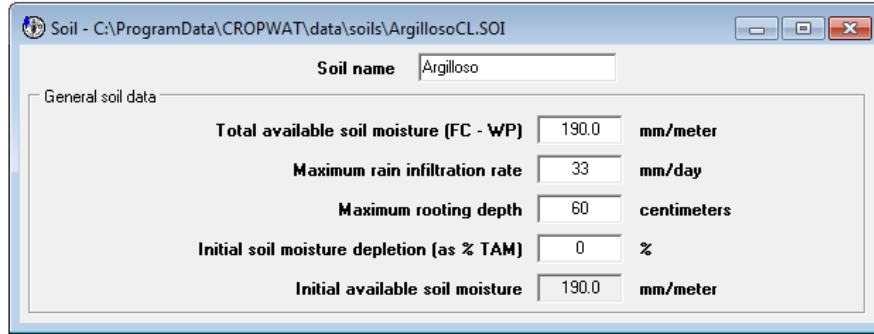 Soil - C:\ProgramData\CROPWAT\data\soils\ArgillosoCL.SOI
Soil name Argilloso
General soil data
Total available soil moisture (FC - WP) 190.0 mm/meter
Maximum rain infiltration rate 33 mm/day
Maximum rooting depth 60 centimeters
Initial soil moisture depletion (as % TAM) 0 %
Initial available soil moisture 190.0 mm/meter